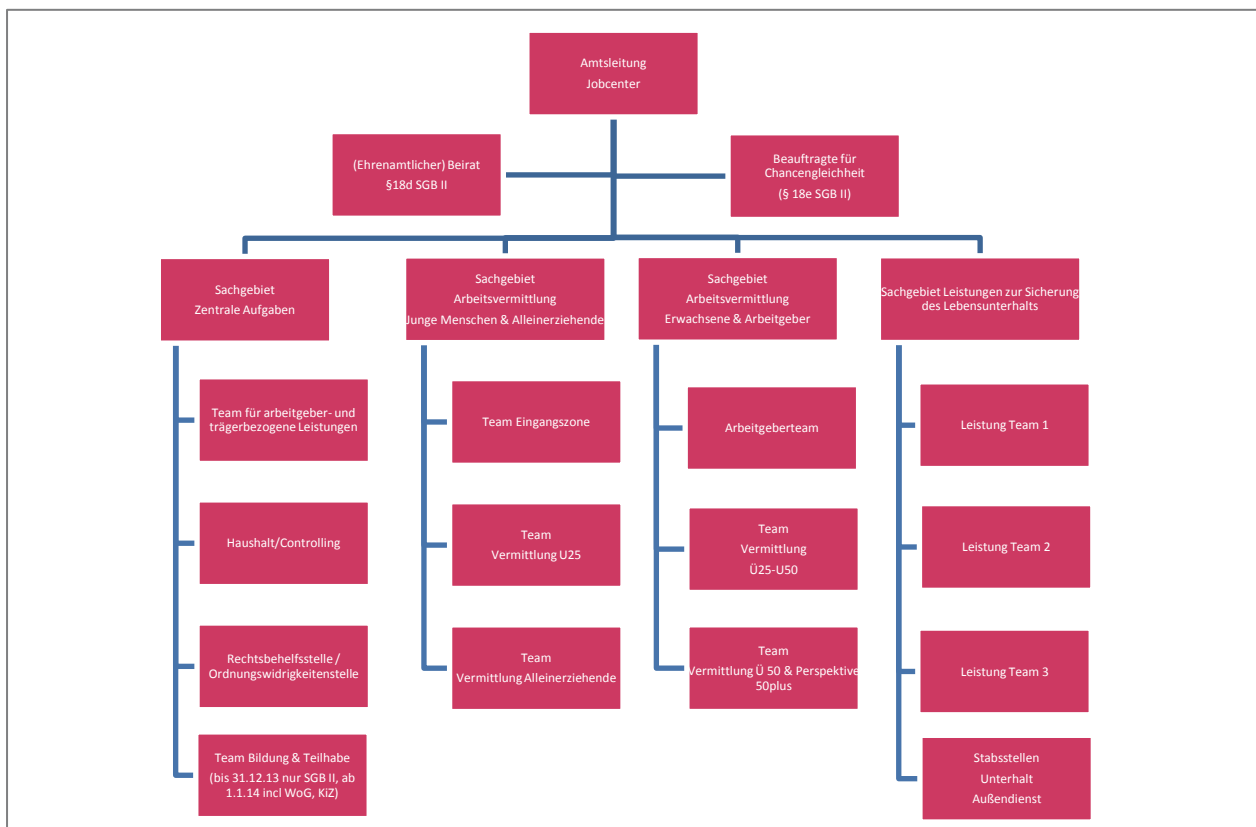 Amtsleitung
Jobcenter
(Ehrenamtlicher) Beirat
§18d SGB II
Beauftragte für
Chancengleichheit
(§ 18e SGB II)
Sachgebiet
Zentrale Aufgaben
Sachgebiet
Arbeitsvermittlung
Junge Menschen & Alleinerziehende
Sachgebiet
Arbeitsvermittlung
Erwachsene & Arbeitgeber
Sachgebiet Leistungen zur Sicherung
des Lebensunterhalts
Team für arbeitgeber- und
trägerbezogene Leistungen
Haushalt/Controlling
Rechtsbehelfsstelle /
Ordnungswidrigkeitenstelle
Team Bildung & Teilhabe
(bis 31.12.13 nur SGB II, ab
1.1.14 incl WoG, KiZ)
Team Eingangszone
Team
Vermittlung U25
Team
Vermittlung Alleinerziehende
Arbeitgeberteam
Team
Vermittlung
Ü25-U50
Team
Vermittlung Ü 50 & Perspektive
50plus
Leistung Team 1
Leistung Team 2
Leistung Team 3
Stabsstellen
Unterhalt
Außendienst